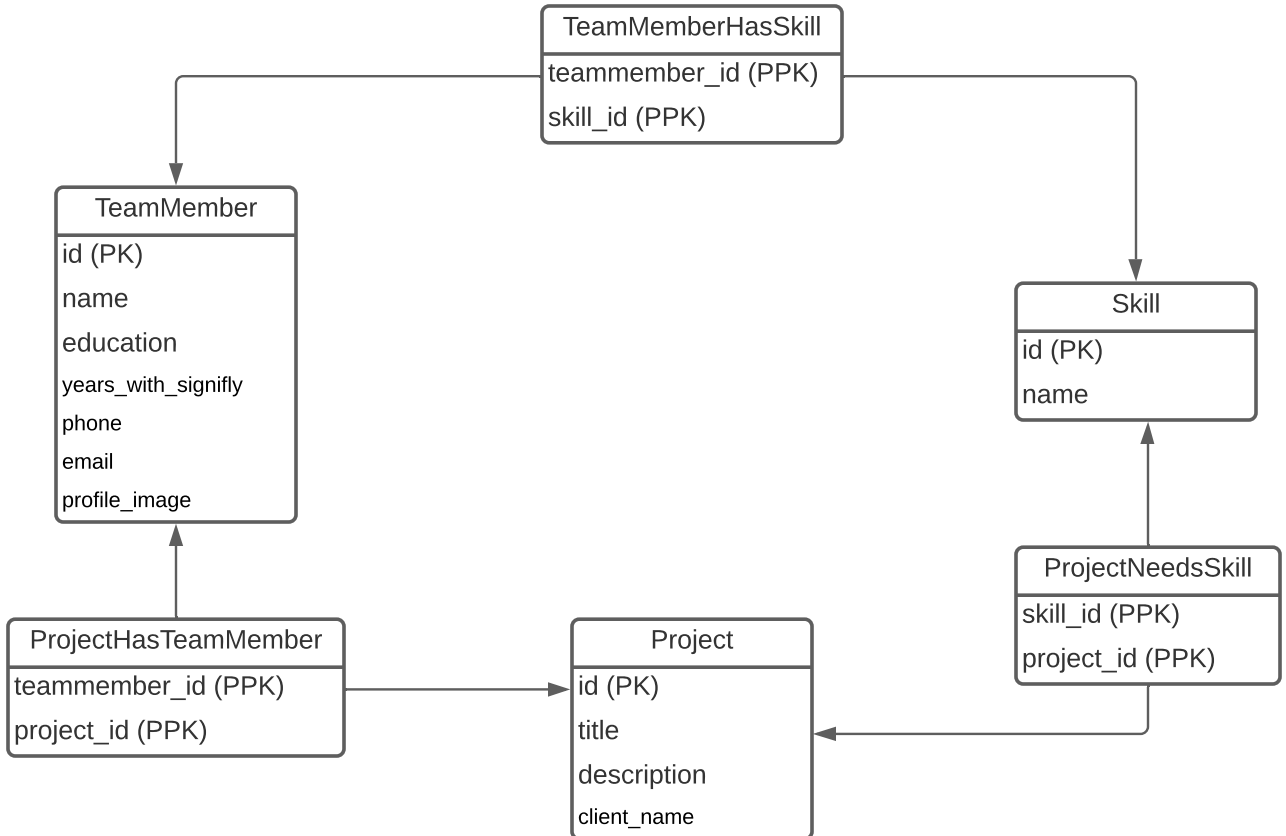 TeamMemberHasSkill
teammember_id (PPK)
skill_id (PPK)
TeamMember
id (PK)
name
education
years_with_signifly
phone
email
profile_image
Skill
id (PK)
name
ProjectHasTeamMember
teammember_id (PPK)
project_id (PPK)
Project
id (PK)
title
description
client_name
ProjectNeedsSkill
skill_id (PPK)
project_id (PPK)